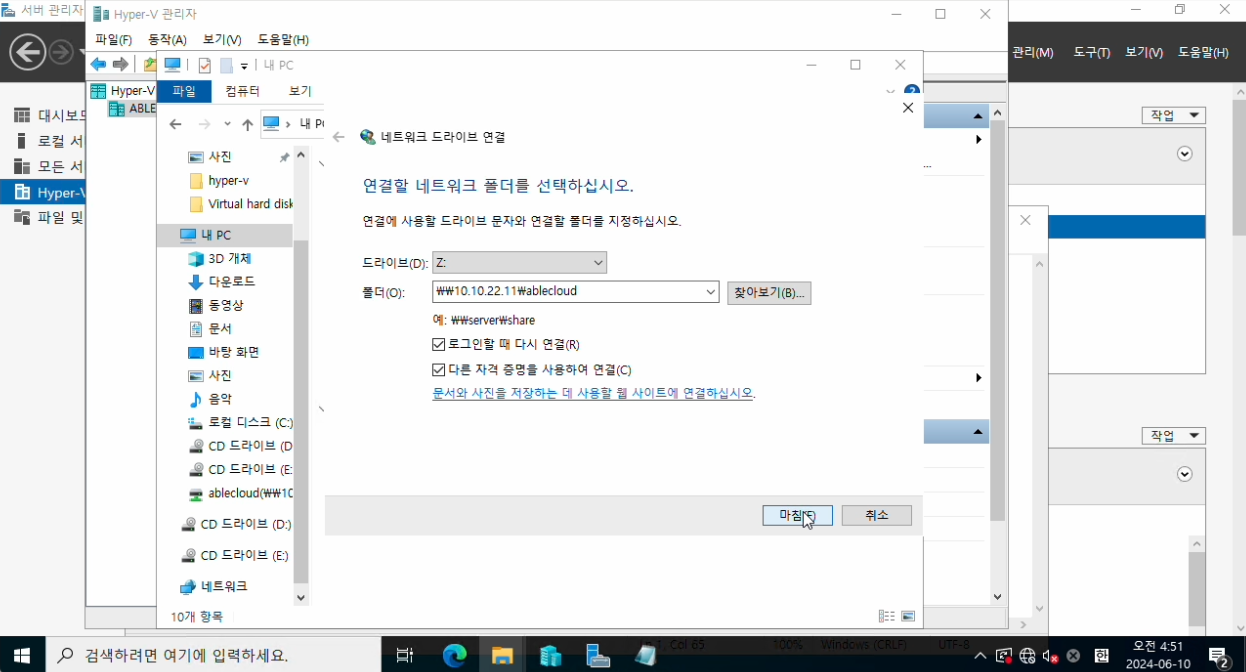 서버 관리자
Hyper-V 관리자
파일(F) 동작(A) 보기(V) 도움말(H)
관리(M) 도구(T) 보기(V) 도움말(H)
내 PC
Hyper-V
파일 컴퓨터 보기
ABLE
대시보드
로컬 서
모든 서
Hyper-V
파일 및
내 PC
사진
hyper-v
Virtual hard disk
내 PC
3D 개체
다운로드
동영상
문서
바탕 화면
사진
음악
로컬 디스크 (C:)
CD 드라이브 (D
CD 드라이브 (E:
ablecloud(₩₩10
CD 드라이브 (D:)
CD 드라이브 (E:)
네트워크
10개 항목
네트워크 드라이브 연결
연결할 네트워크 폴더를 선택하십시오.
연결에 사용할 드라이브 문자와 연결할 폴더를 지정하십시오.
드라이브(D): Z:
폴더(O): ₩₩10.10.22.11₩ablecloud 찾아보기(B)...
예: ₩₩server₩share
로그인할 때 다시 연결(R)
다른 자격 증명을 사용하여 연결(C)
문서와 사진을 저장하는 데 사용할 웹 사이트에 연결하십시오.
마침(F) 취소
...
작업
작업
Col 65 100% Windows (CRLF) UTF-8
검색하려면 여기에 입력하세요.
한
오전 4:51
2024-06-10
2